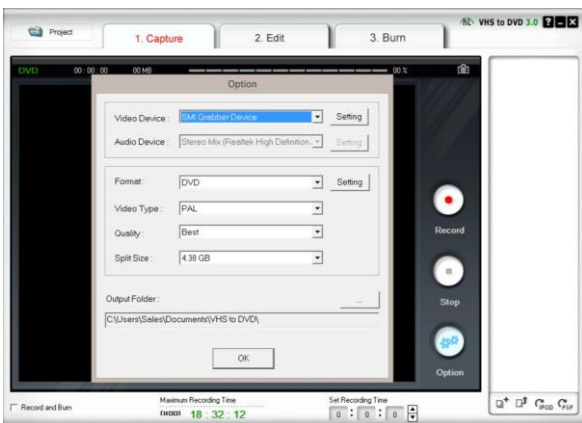 Project
1. Capture
2. Edit
3. Burn
VHS to DVD 3.0
DVD 00 : 00 : 00 00 MB 00 %
Option
Video Device : SMI Grabber Device Setting
Audio Device : Stereo Mix (Realtek High Definition.. Setting
Format : DVD Setting
Video Type : PAL
Quality : Best
Split Size : 4.38 GB
Output Folder : ...
C:\Users\Sales\Documents\VHS to DVD\
OK
Record
Stop
Option
Record and Burn
Maximum Recording Time
(HDD) 18 : 32 : 12
Set Recording Time
0 : 0 : 0
IPOD
PSP